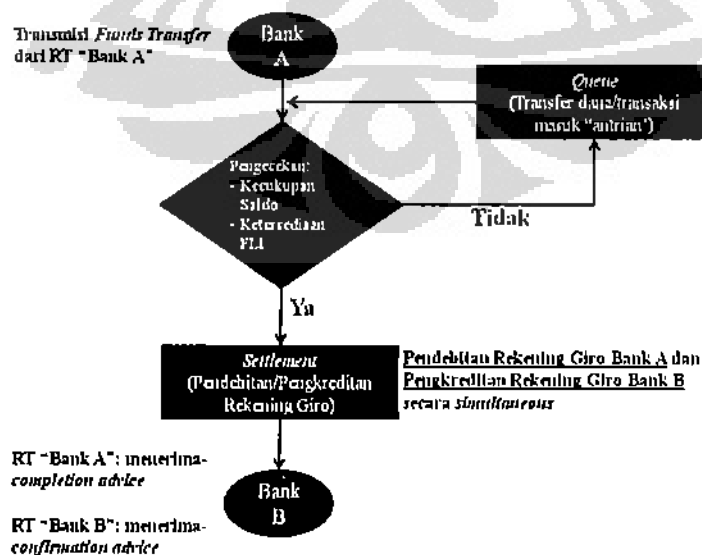 Transmisi Funds Transfer
dari RT "Bank A"
Bank
A
Queue
(Transfer dana/transaksi
masuk "antrian")
Pengecekan:
- Kecukupan
Saldo
- Ketersediaan
FLI
Tidak
Ya
Settlement
(Pendebitan/Pengkreditan
Rekening Giro)
Pendebitan Rekening Giro Bank A dan
Pengkreditan Rekening Giro Bank B
secara simultaneous
RT "Bank A": menerima-
completion advice
Bank
B
RT "Bank B": menerima-
confirmation advice